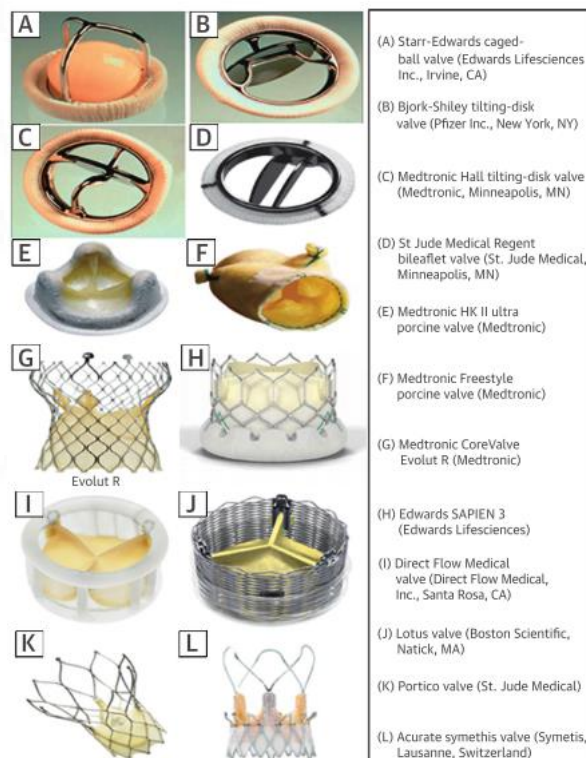 A
B
C
D
E
F
G
H
Evolut R
I
J
K
L
(A) Starr-Edwards caged-
ball valve (Edwards Lifesciences
Inc., Irvine, CA)
(B) Bjork-Shiley tilting-disk
valve (Pfizer Inc., New York, NY)
(C) Medtronic Hall tilting-disk valve
(Medtronic, Minneapolis, MN)
(D) St Jude Medical Regent
bileaflet valve (St. Jude Medical,
Minneapolis, MN)
(E) Medtronic HK II ultra
porcine valve (Medtronic)
(F) Medtronic Freestyle
porcine valve (Medtronic)
(G) Medtronic CoreValve
Evolut R (Medtronic)
(H) Edwards SAPIEN 3
(Edwards Lifesciences)
(I) Direct Flow Medical
valve (Direct Flow Medical,
Inc., Santa Rosa, CA)
(J) Lotus valve (Boston Scientific,
Natick, MA)
(K) Portico valve (St. Jude Medical)
(L) Acurate symethis valve (Symetis,
Lausanne, Switzerland)